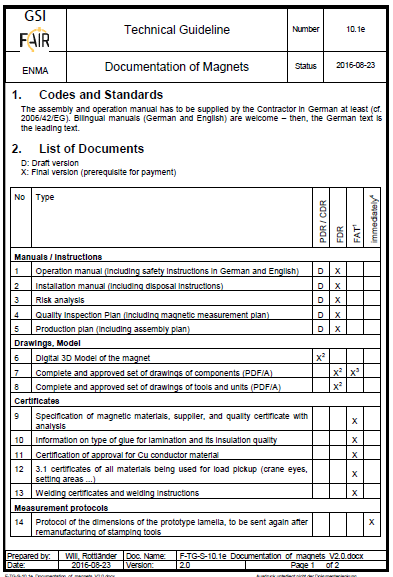 GSI
FAIR
Technical Guideline
Number
10.1e
ENMA
Documentation of Magnets
Status
2016-08-23
1. Codes and Standards
The assembly and operation manual has to be supplied by the Contractor in German at least (cf.
2006/42/EG). Bilingual manuals (German and English) are welcome – then, the German text is
the leading text.
2. List of Documents
D: Draft version
X: Final version (prerequisite for payment)
No Type PDR / CDR FDR FAT¹ immediately⁴
Manuals / Instructions
1 Operation manual (including safety instructions in German and English) D X
2 Installation manual (including disposal instructions) D X
3 Risk analysis D X
4 Quality Inspection Plan (including magnetic measurement plan) D X
5 Production plan (including assembly plan) D X
Drawings, Model
6 Digital 3D Model of the magnet X²
7 Complete and approved set of drawings of components (PDF/A) X² X³
8 Complete and approved set of drawings of tools and units (PDF/A) X²
Certificates
9 Specification of magnetic materials, supplier, and quality certificate with
analysis X
10 Information on type of glue for lamination and its insulation quality X
11 Certification of approval for Cu conductor material X
12 3.1 certificates of all materials being used for load pickup (crane eyes,
setting areas ...) X
13 Welding certificates and welding instructions X
Measurement protocols
14 Protocol of the dimensions of the prototype lamella, to be sent again after
remanufacturing of stamping tools X
Prepared by: Will, Rottländer Doc. Name: F-TG-S-10.1e_Documentation_of_magnets_V2.0.docx
Date: 2016-08-23 Version: 2.0 Page 1 of 2
F-TG-S-10.1e_Documentation_of_magnets_V2.0.docx